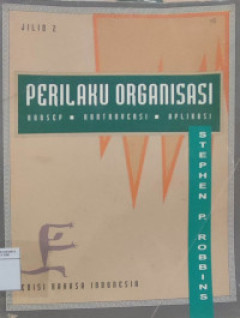 JILID 2
PERILAKU ORGANISASI
KONSEP ▪ KONTROVERSI ▪ APLIKASI
STEPHEN P. ROBBINS
EDISI BAHASA INDONESIA